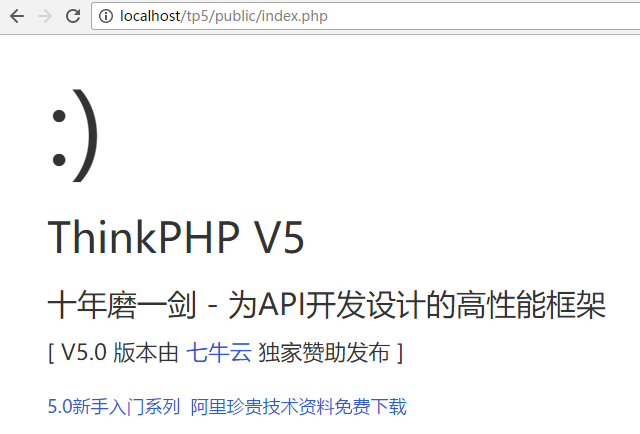 localhost/tp5/public/index.php
:)
ThinkPHP V5
十年磨一剑 - 为API开发设计的高性能框架
[ V5.0 版本由 七牛云 独家赞助发布 ]
5.0新手入门系列 阿里珍贵技术资料免费下载